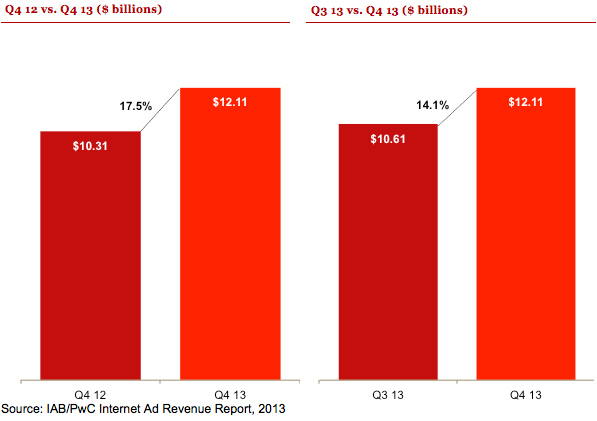 Q4 12 vs. Q4 13 ($ billions)
17.5%
$12.11
$10.31
Q4 12
Q4 13
Q3 13 vs. Q4 13 ($ billions)
14.1%
$12.11
$10.61
Q3 13
Q4 13
Source: IAB/PwC Internet Ad Revenue Report, 2013